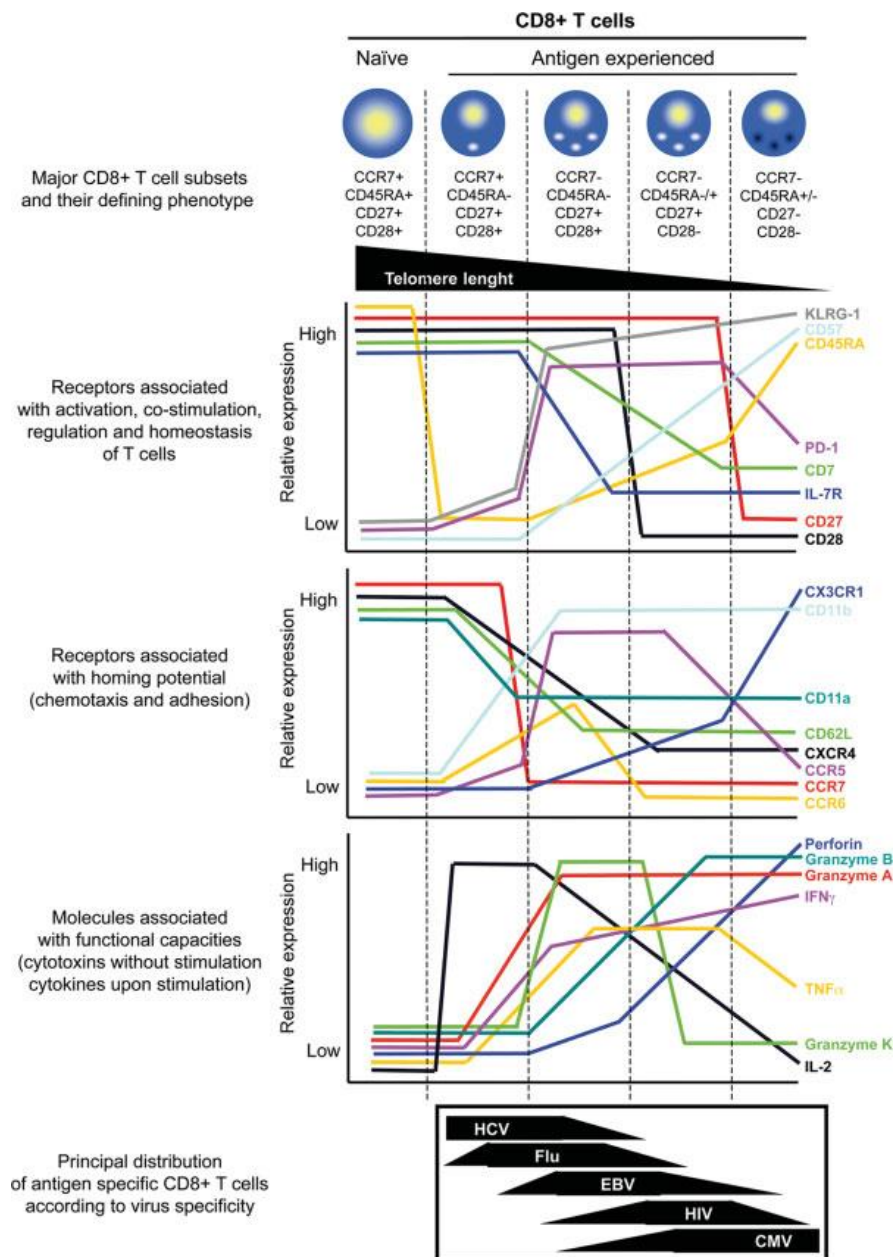 CD8+ T cells
Naïve
Antigen experienced
Major CD8+ T cell subsets
and their defining phenotype
CCR7+
CD45RA+
CD27+
CD28+
CCR7+
CD45RA-
CD27+
CD28+
CCR7-
CD45RA-
CD27+
CD28+
CCR7-
CD45RA-/+
CD27+
CD28-
CCR7-
CD45RA+/-
CD27-
CD28-
Telomere lenght
Receptors associated
with activation, co-stimulation,
regulation and homeostasis
of T cells
Relative expression
High
Low
KLRG-1
CD57
CD45RA
PD-1
CD7
IL-7R
CD27
CD28
Receptors associated
with homing potential
(chemotaxis and adhesion)
Relative expression
High
Low
CX3CR1
CD11b
CD11a
CD62L
CXCR4
CCR5
CCR7
CCR6
Molecules associated
with functional capacities
(cytotoxins without stimulation
cytokines upon stimulation)
Relative expression
High
Low
Perforin
Granzyme B
Granzyme A
IFNγ
TNFα
Granzyme K
IL-2
Principal distribution
of antigen specific CD8+ T cells
according to virus specificity
HCV
Flu
EBV
HIV
CMV